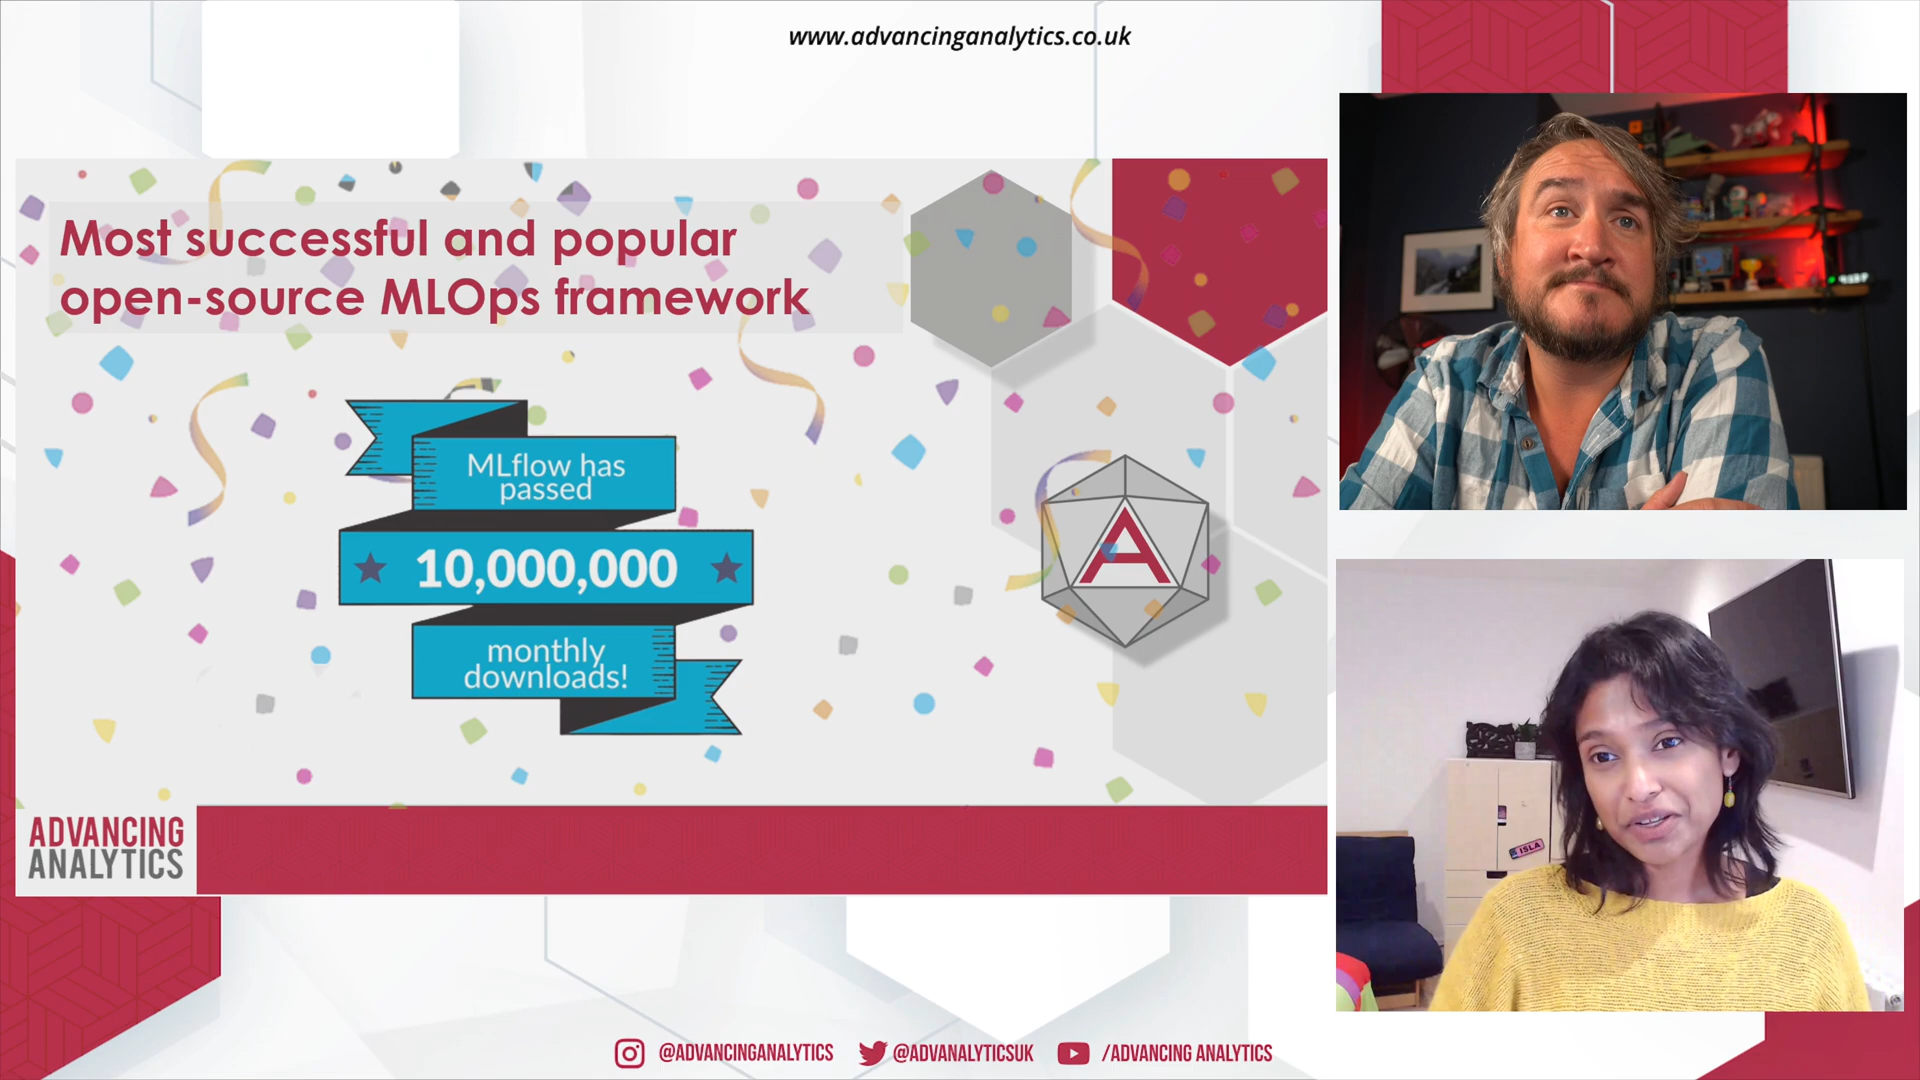 www.advancinganalytics.co.uk
Most successful and popular
open-source MLOps framework
MLflow has
passed
10,000,000
monthly
downloads!
A
ADVANCING
ANALYTICS
ISLA
@ADVANCINGANALYTICS
@ADVANALYTICSUK
/ADVANCING ANALYTICS